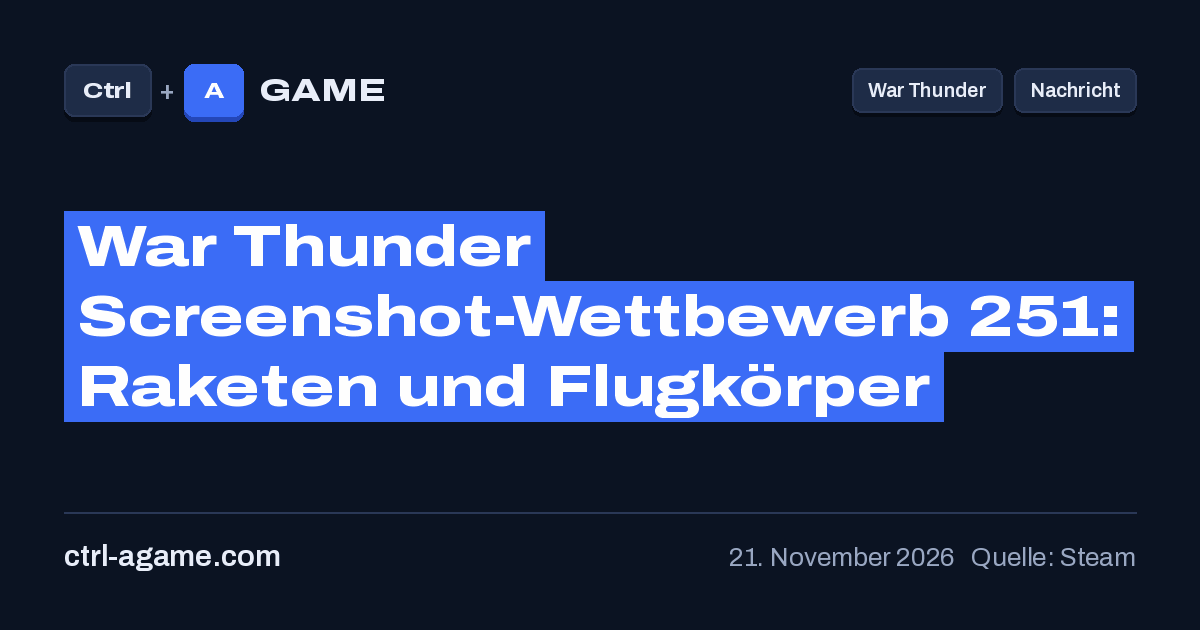 Ctrl + A GAME
War Thunder Nachricht
War Thunder
Screenshot-Wettbewerb 251:
Raketen und Flugkörper
ctrl-agame.com
21. November 2026 Quelle: Steam